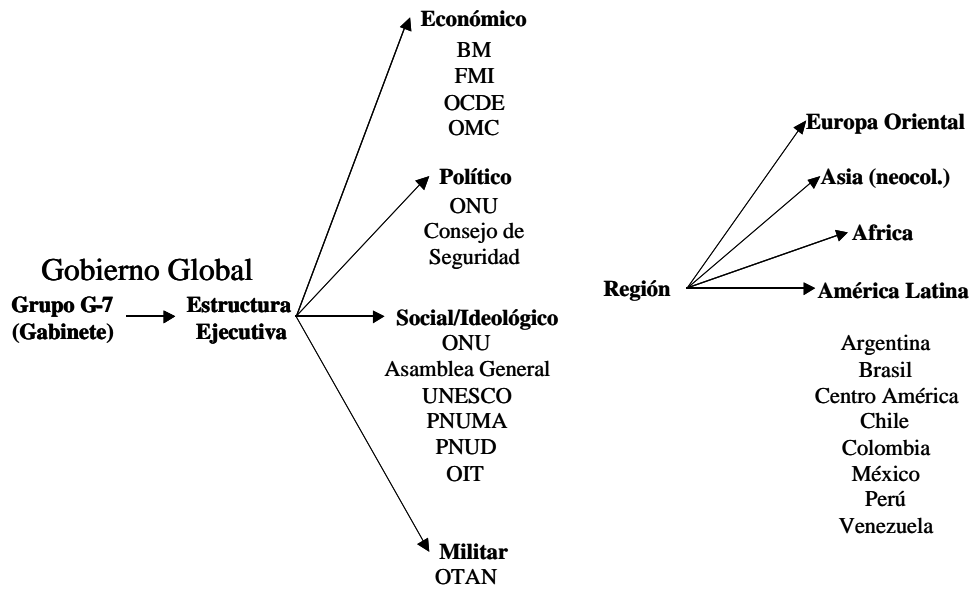 Gobierno Global
Grupo G-7
(Gabinete)
Estructura
Ejecutiva
Económico
BM
FMI
OCDE
OMC
Político
ONU
Consejo de
Seguridad
Social/Ideológico
ONU
Asamblea General
UNESCO
PNUMA
PNUD
OIT
Militar
OTAN
Región
Europa Oriental
Asia (neocol.)
Africa
América Latina
Argentina
Brasil
Centro América
Chile
Colombia
México
Perú
Venezuela